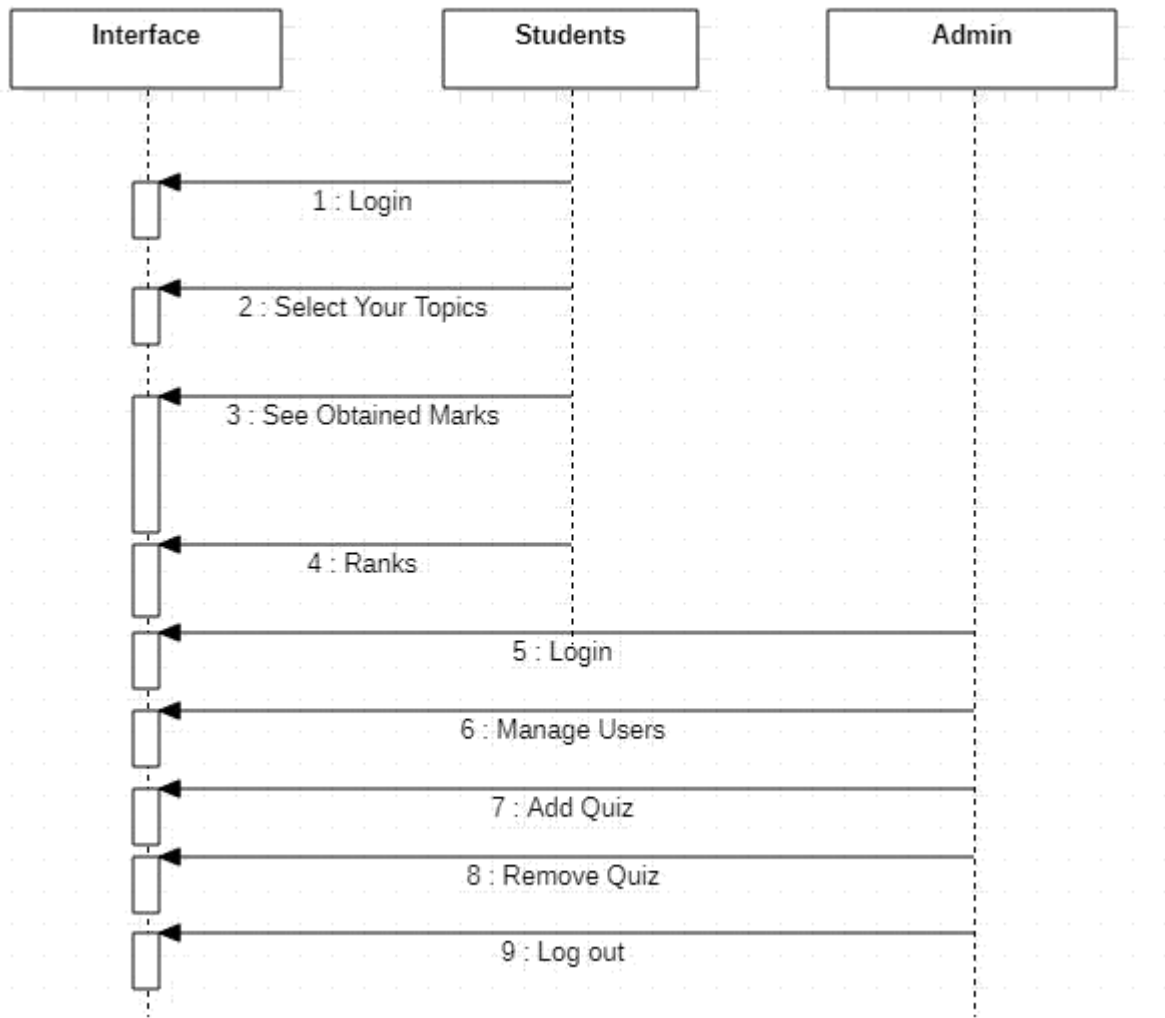 Interface
Students
Admin
1 : Login
2 : Select Your Topics
3 : See Obtained Marks
4 : Ranks
5 : Login
6 : Manage Users
7 : Add Quiz
8 : Remove Quiz
9 : Log out